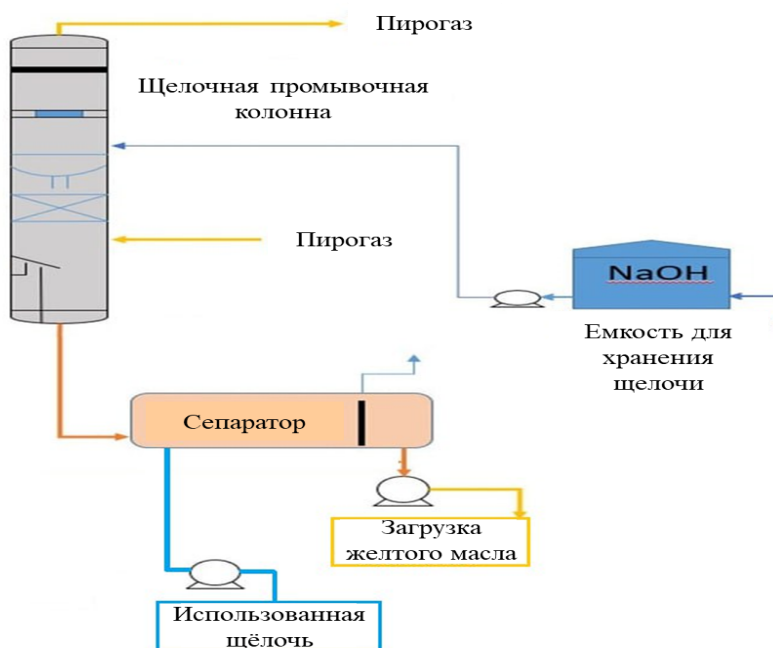 Пирогаз
Щелочная промывочная
колонна
Пирогаз
NaOH
Емкость для
хранения
щелочи
Сепаратор
Загрузка
желтого масла
Использованная
щёлочь